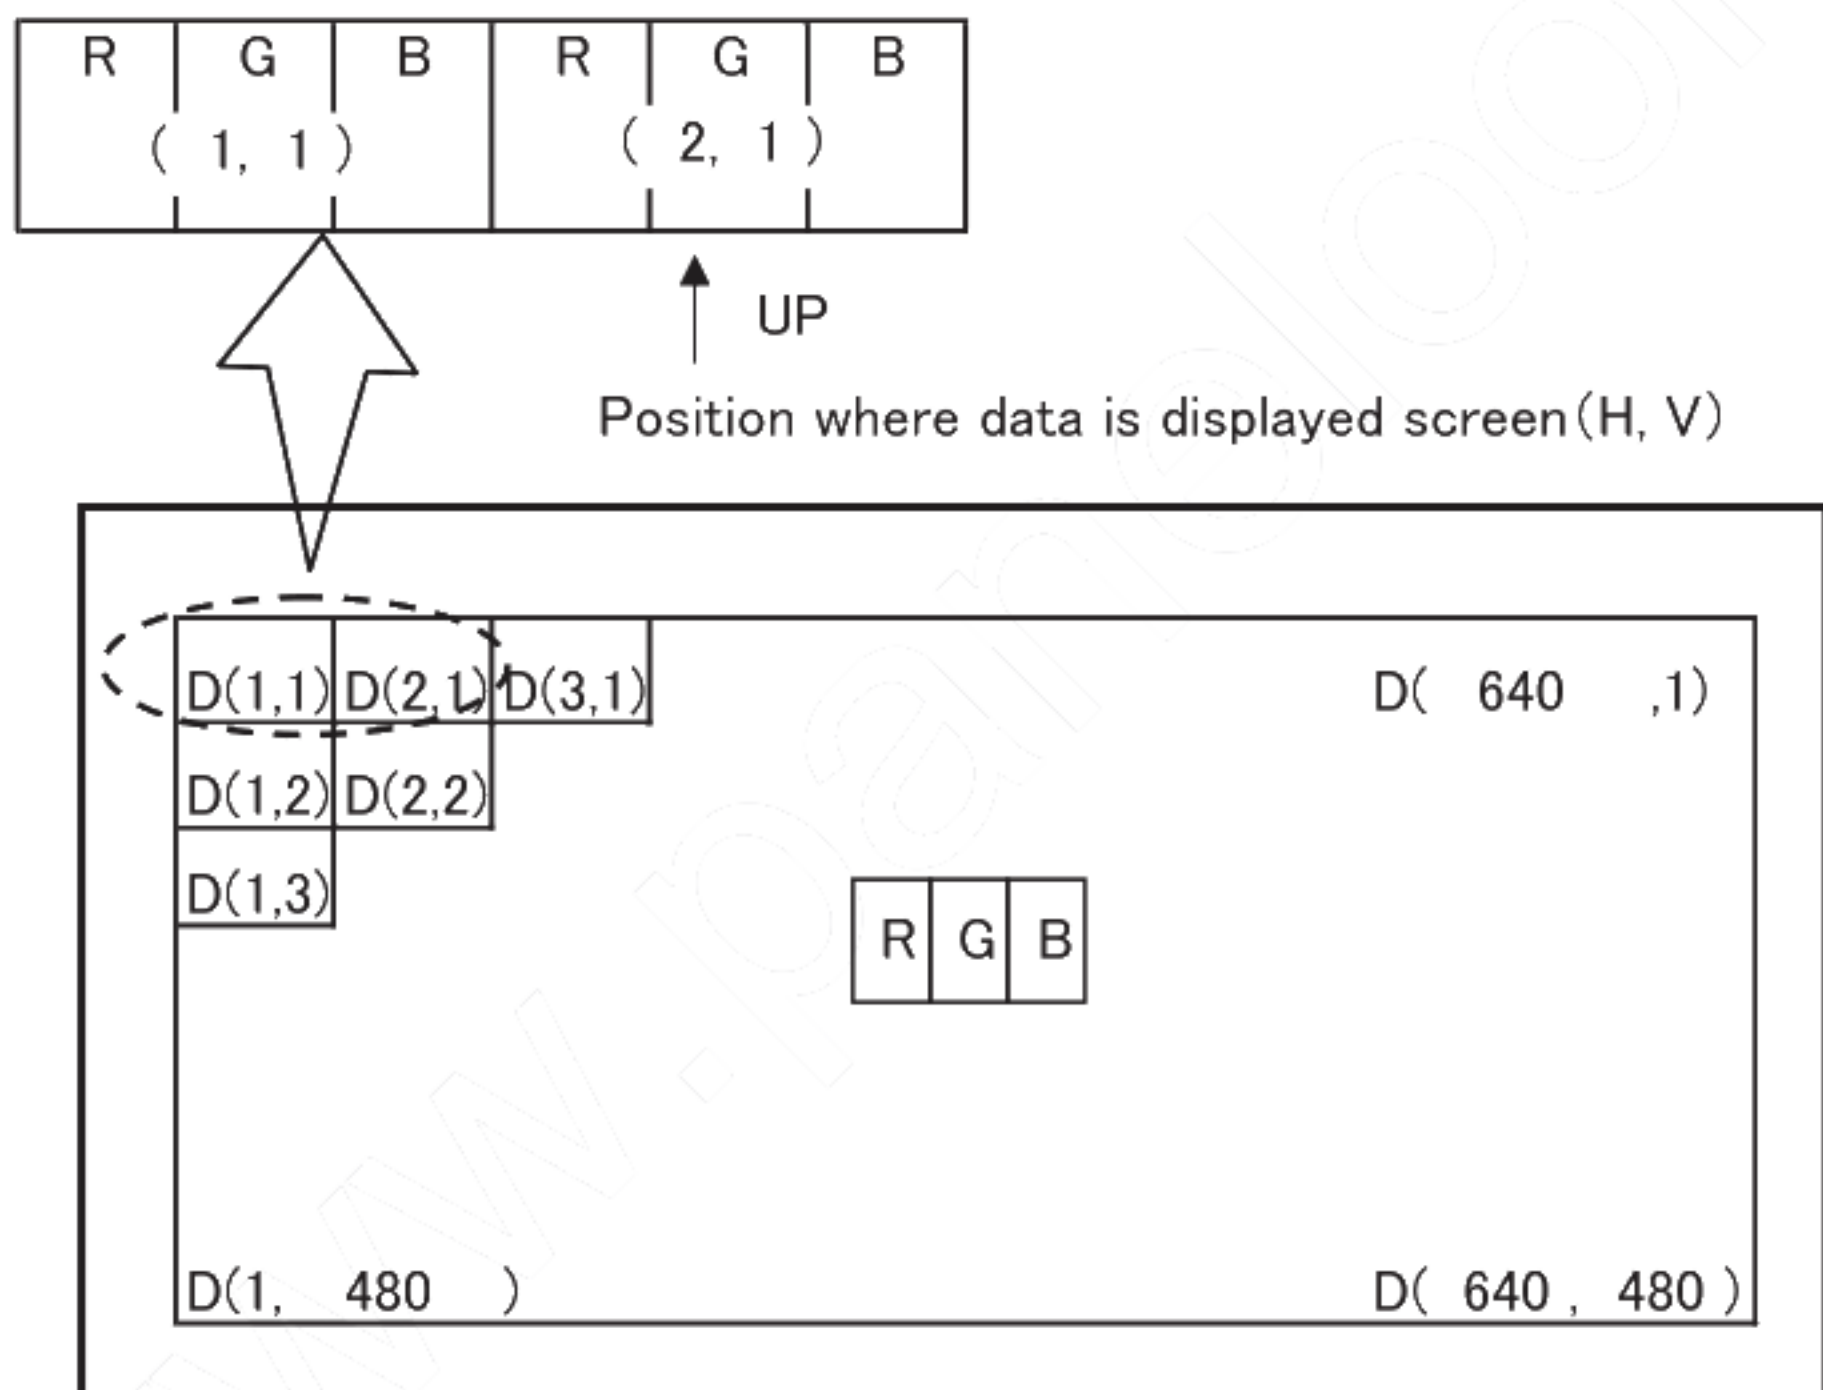 R G B R G B
( 1, 1 ) ( 2, 1 )
UP
Position where data is displayed screen(H, V)
D(1,1) D(2,1) D(3,1) D( 640 ,1)
D(1,2) D(2,2)
D(1,3)
R G B
D(1, 480 ) D( 640 , 480 )